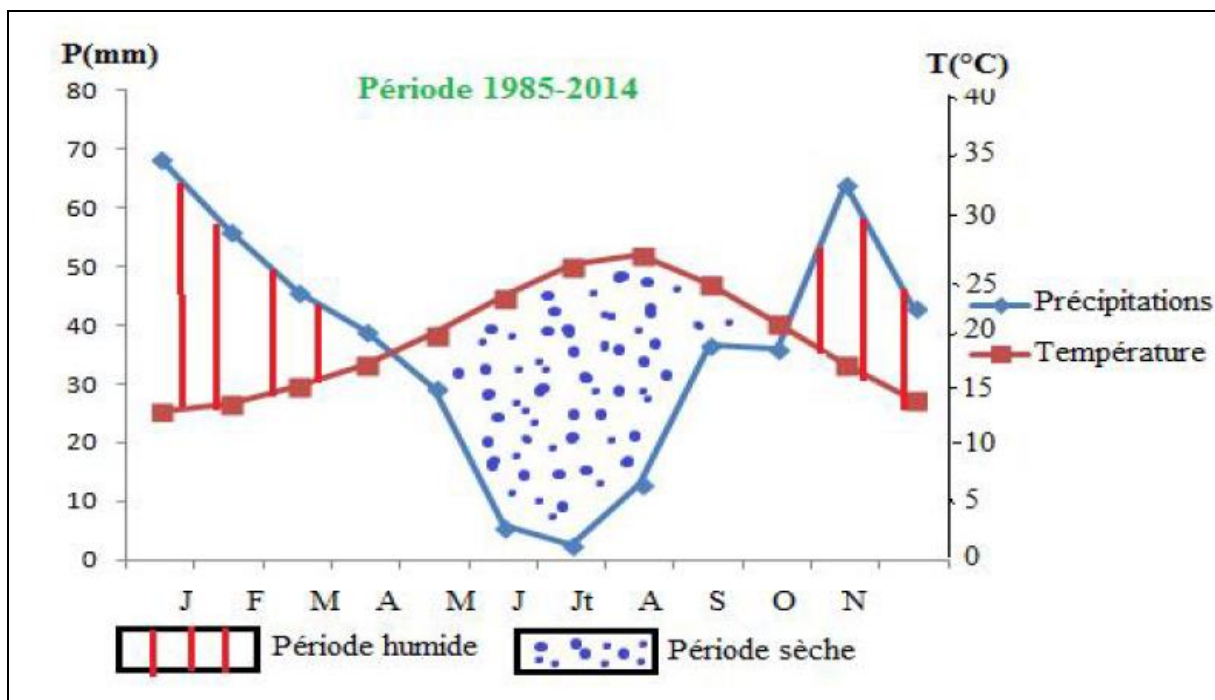 P(mm)
T(°C)
Période 1985-2014
80
70
60
50
40
30
20
10
0
40
35
30
25
20
15
10
5
0
Précipitations
Température
J F M A M J Jt A S O N
Période humide
Période sèche